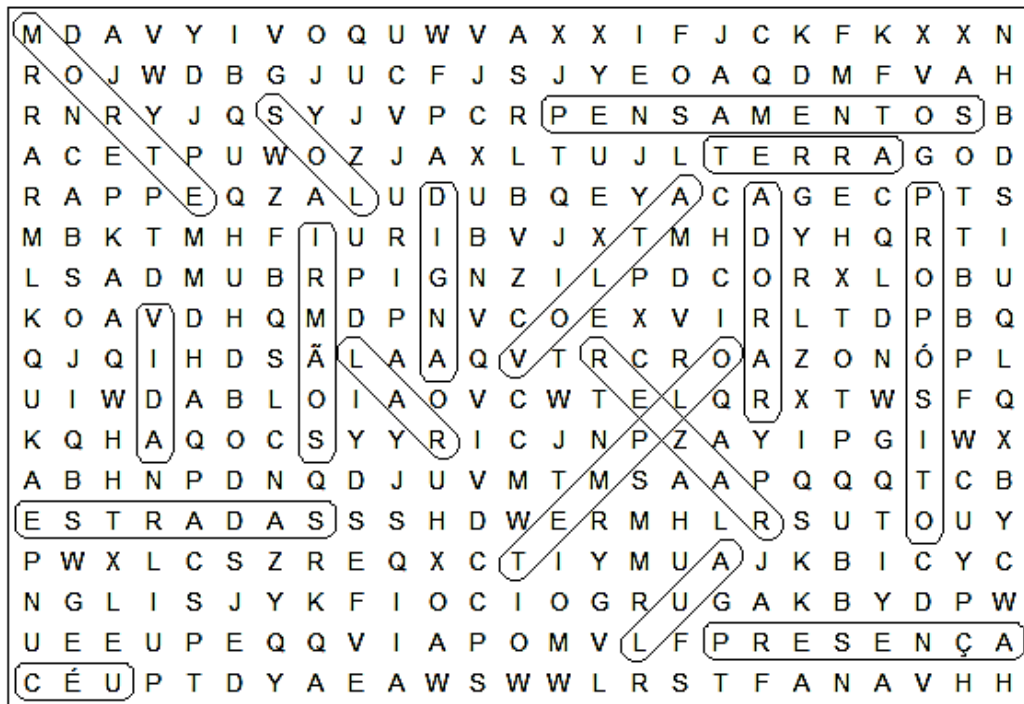 M D A V Y I V O Q U W V A X X I F J C K F K X X N
R O J W D B G J U C F J S J Y E O A Q D M F V A H
R N R Y J Q S Y J V P C R P E N S A M E N T O S B
A C E T P U W O Z J A X L T U J L T E R R A G O D
R A P P E Q Z A L U D U B Q E Y A C A G E C P T S
M B K T M H F I U R I B V J X T M H D Y H Q R T I
L S A D M U B R P I G N Z I L P D C O R X L O B U
K O A V D H Q M D P N V C O E X V I R L T D P B Q
Q J Q I H D S Ã L A A Q V T R C R O A Z O N Ó P L
U I W D A B L O I A O V C W T E L Q R X T W S F Q
K Q H A Q O C S Y Y R I C J N P Z A Y I P G I W X
A B H N P D N Q D J U V M T M S A A P Q Q Q T C B
E S T R A D A S S S H D W E R M H L R S U T O U Y
P W X L C S Z R E Q X C T I Y M U A J K B I C Y C
N G L I S J Y K F I O C I O G R U G A K B Y D P W
U E E U P E Q Q V I A P O M V L F P R E S E N Ç A
C É U P T D Y A E A W S W W L R S T F A N A V H H